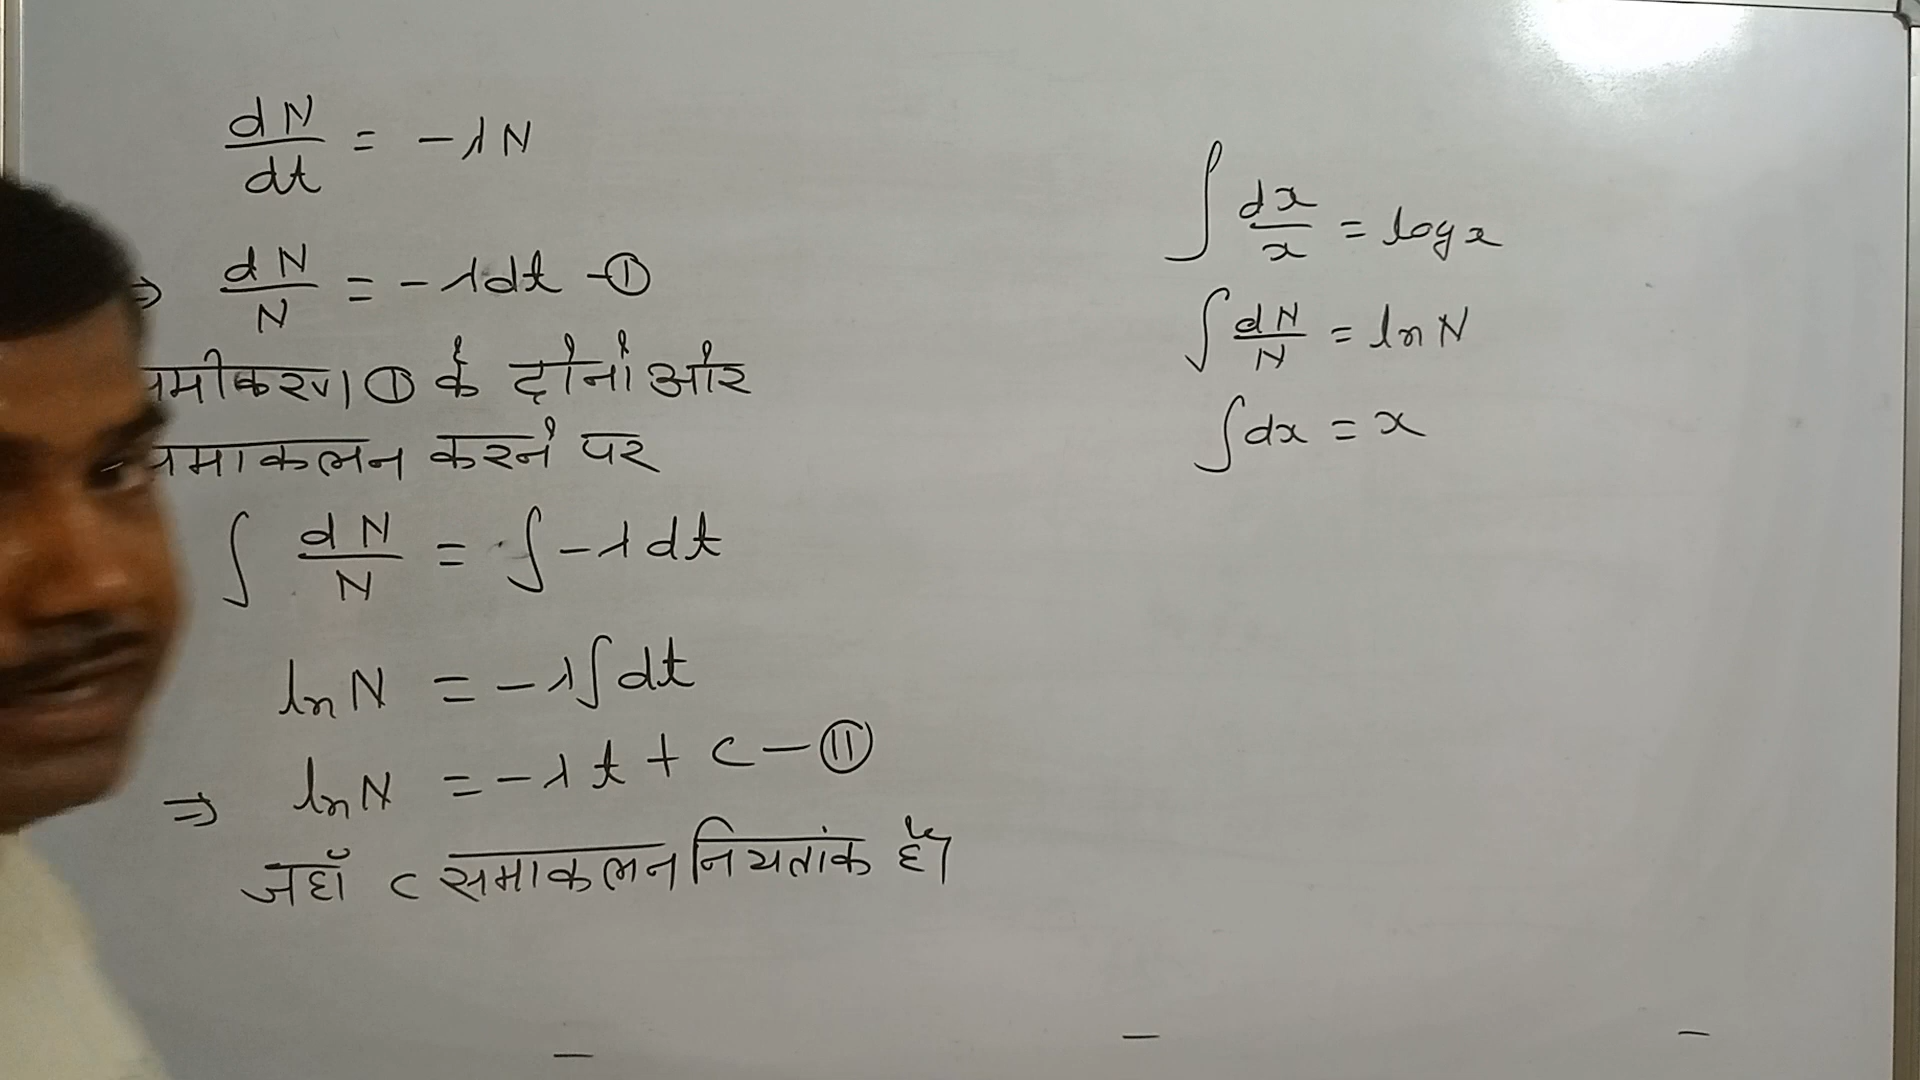 dN/dt = -λN
⇒ dN/N = -λdt -①
समीकरण ① के दोनों ओर
समाकलन करने पर
∫ dN/N = ∫-λdt
ln N = -λ∫dt
⇒ ln N = -λt + c - ⑪
जहाँ c समाकलन नियतांक है।
∫ dx/x = log x
∫ dN/N = ln N
∫dx = x